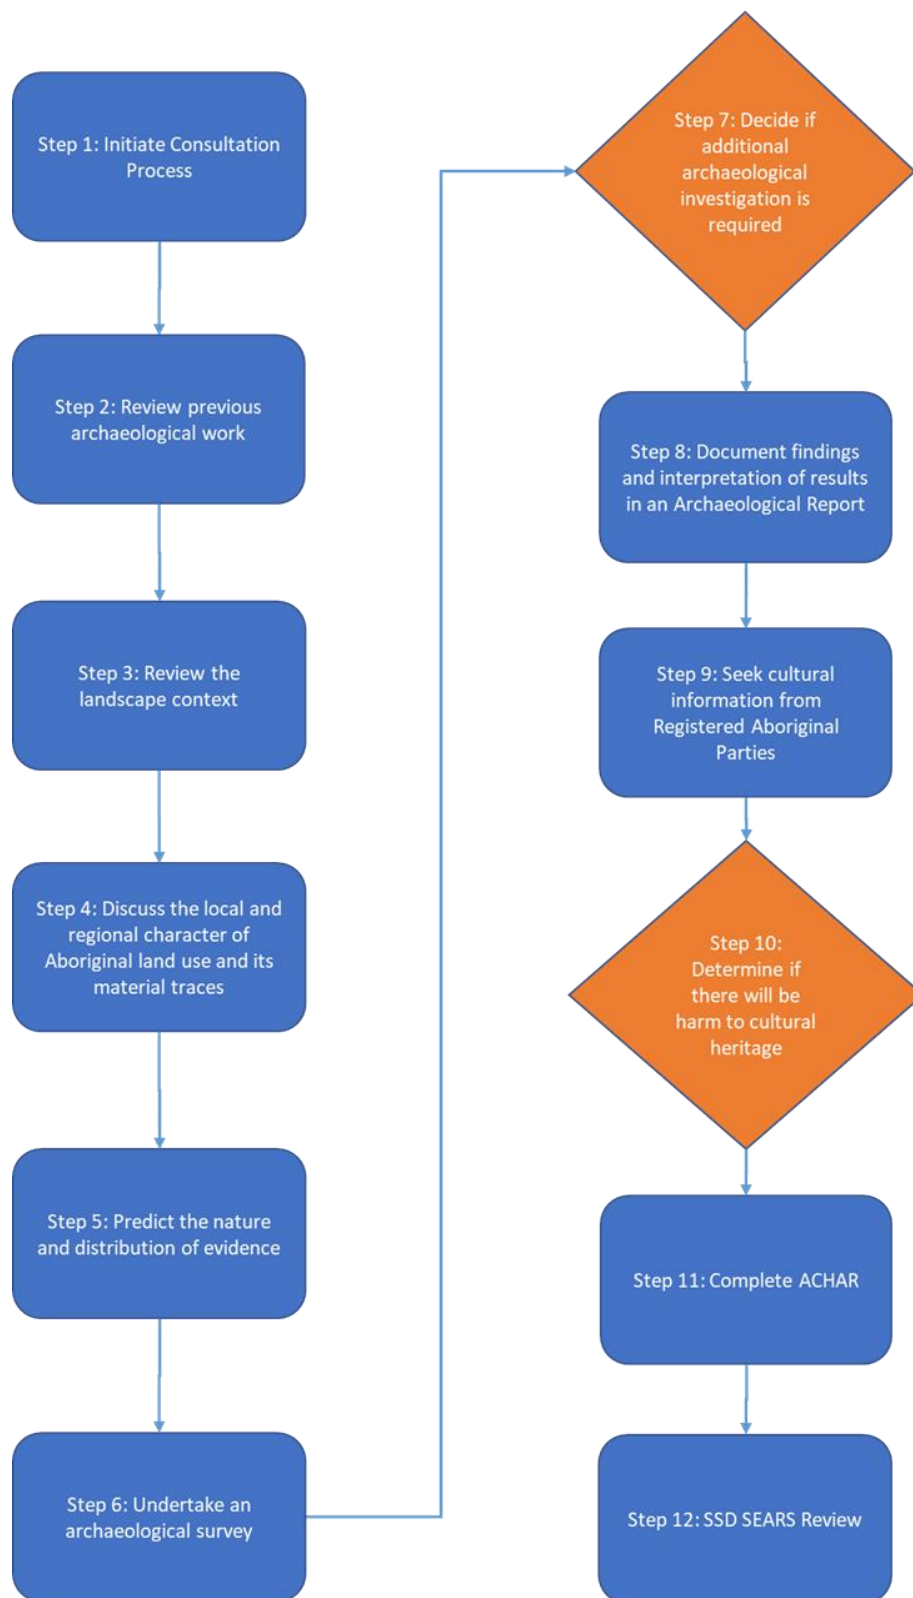 Step 1: Initiate Consultation
Process
Step 2: Review previous
archaeological work
Step 3: Review the
landscape context
Step 4: Discuss the local and
regional character of
Aboriginal land use and its
material traces
Step 5: Predict the nature
and distribution of evidence
Step 6: Undertake an
archaeological survey
Step 7: Decide if
additional
archaeological
investigation is
required
Step 8: Document findings
and interpretation of results
in an Archaeological Report
Step 9: Seek cultural
information from
Registered Aboriginal
Parties
Step 10:
Determine if
there will be
harm to cultural
heritage
Step 11: Complete ACHAR
Step 12: SSD SEARS Review